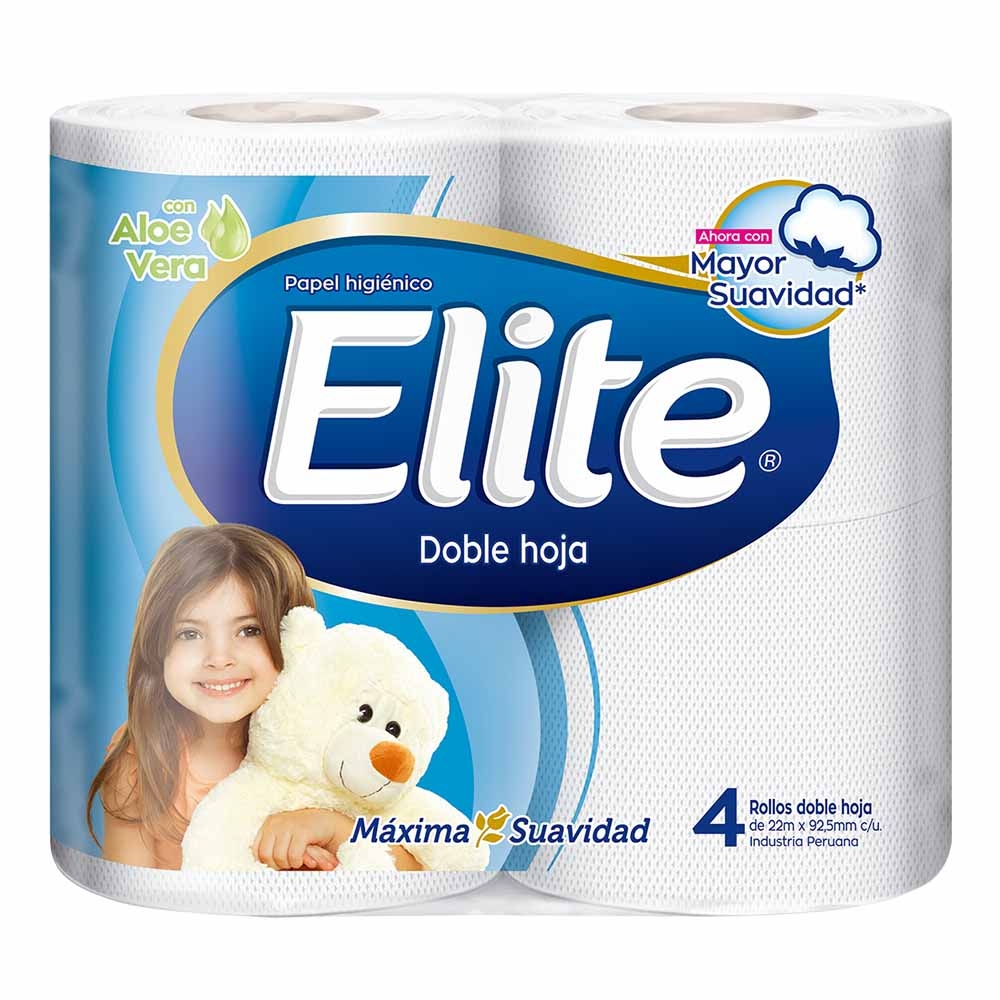 con
Aloe
Vera
Papel higiénico
Elite®
Doble hoja
Ahora con
Mayor
Suavidad*
Máxima Suavidad
4 Rollos doble hoja
de 22m x 92,5mm c/u.
Industria Peruana